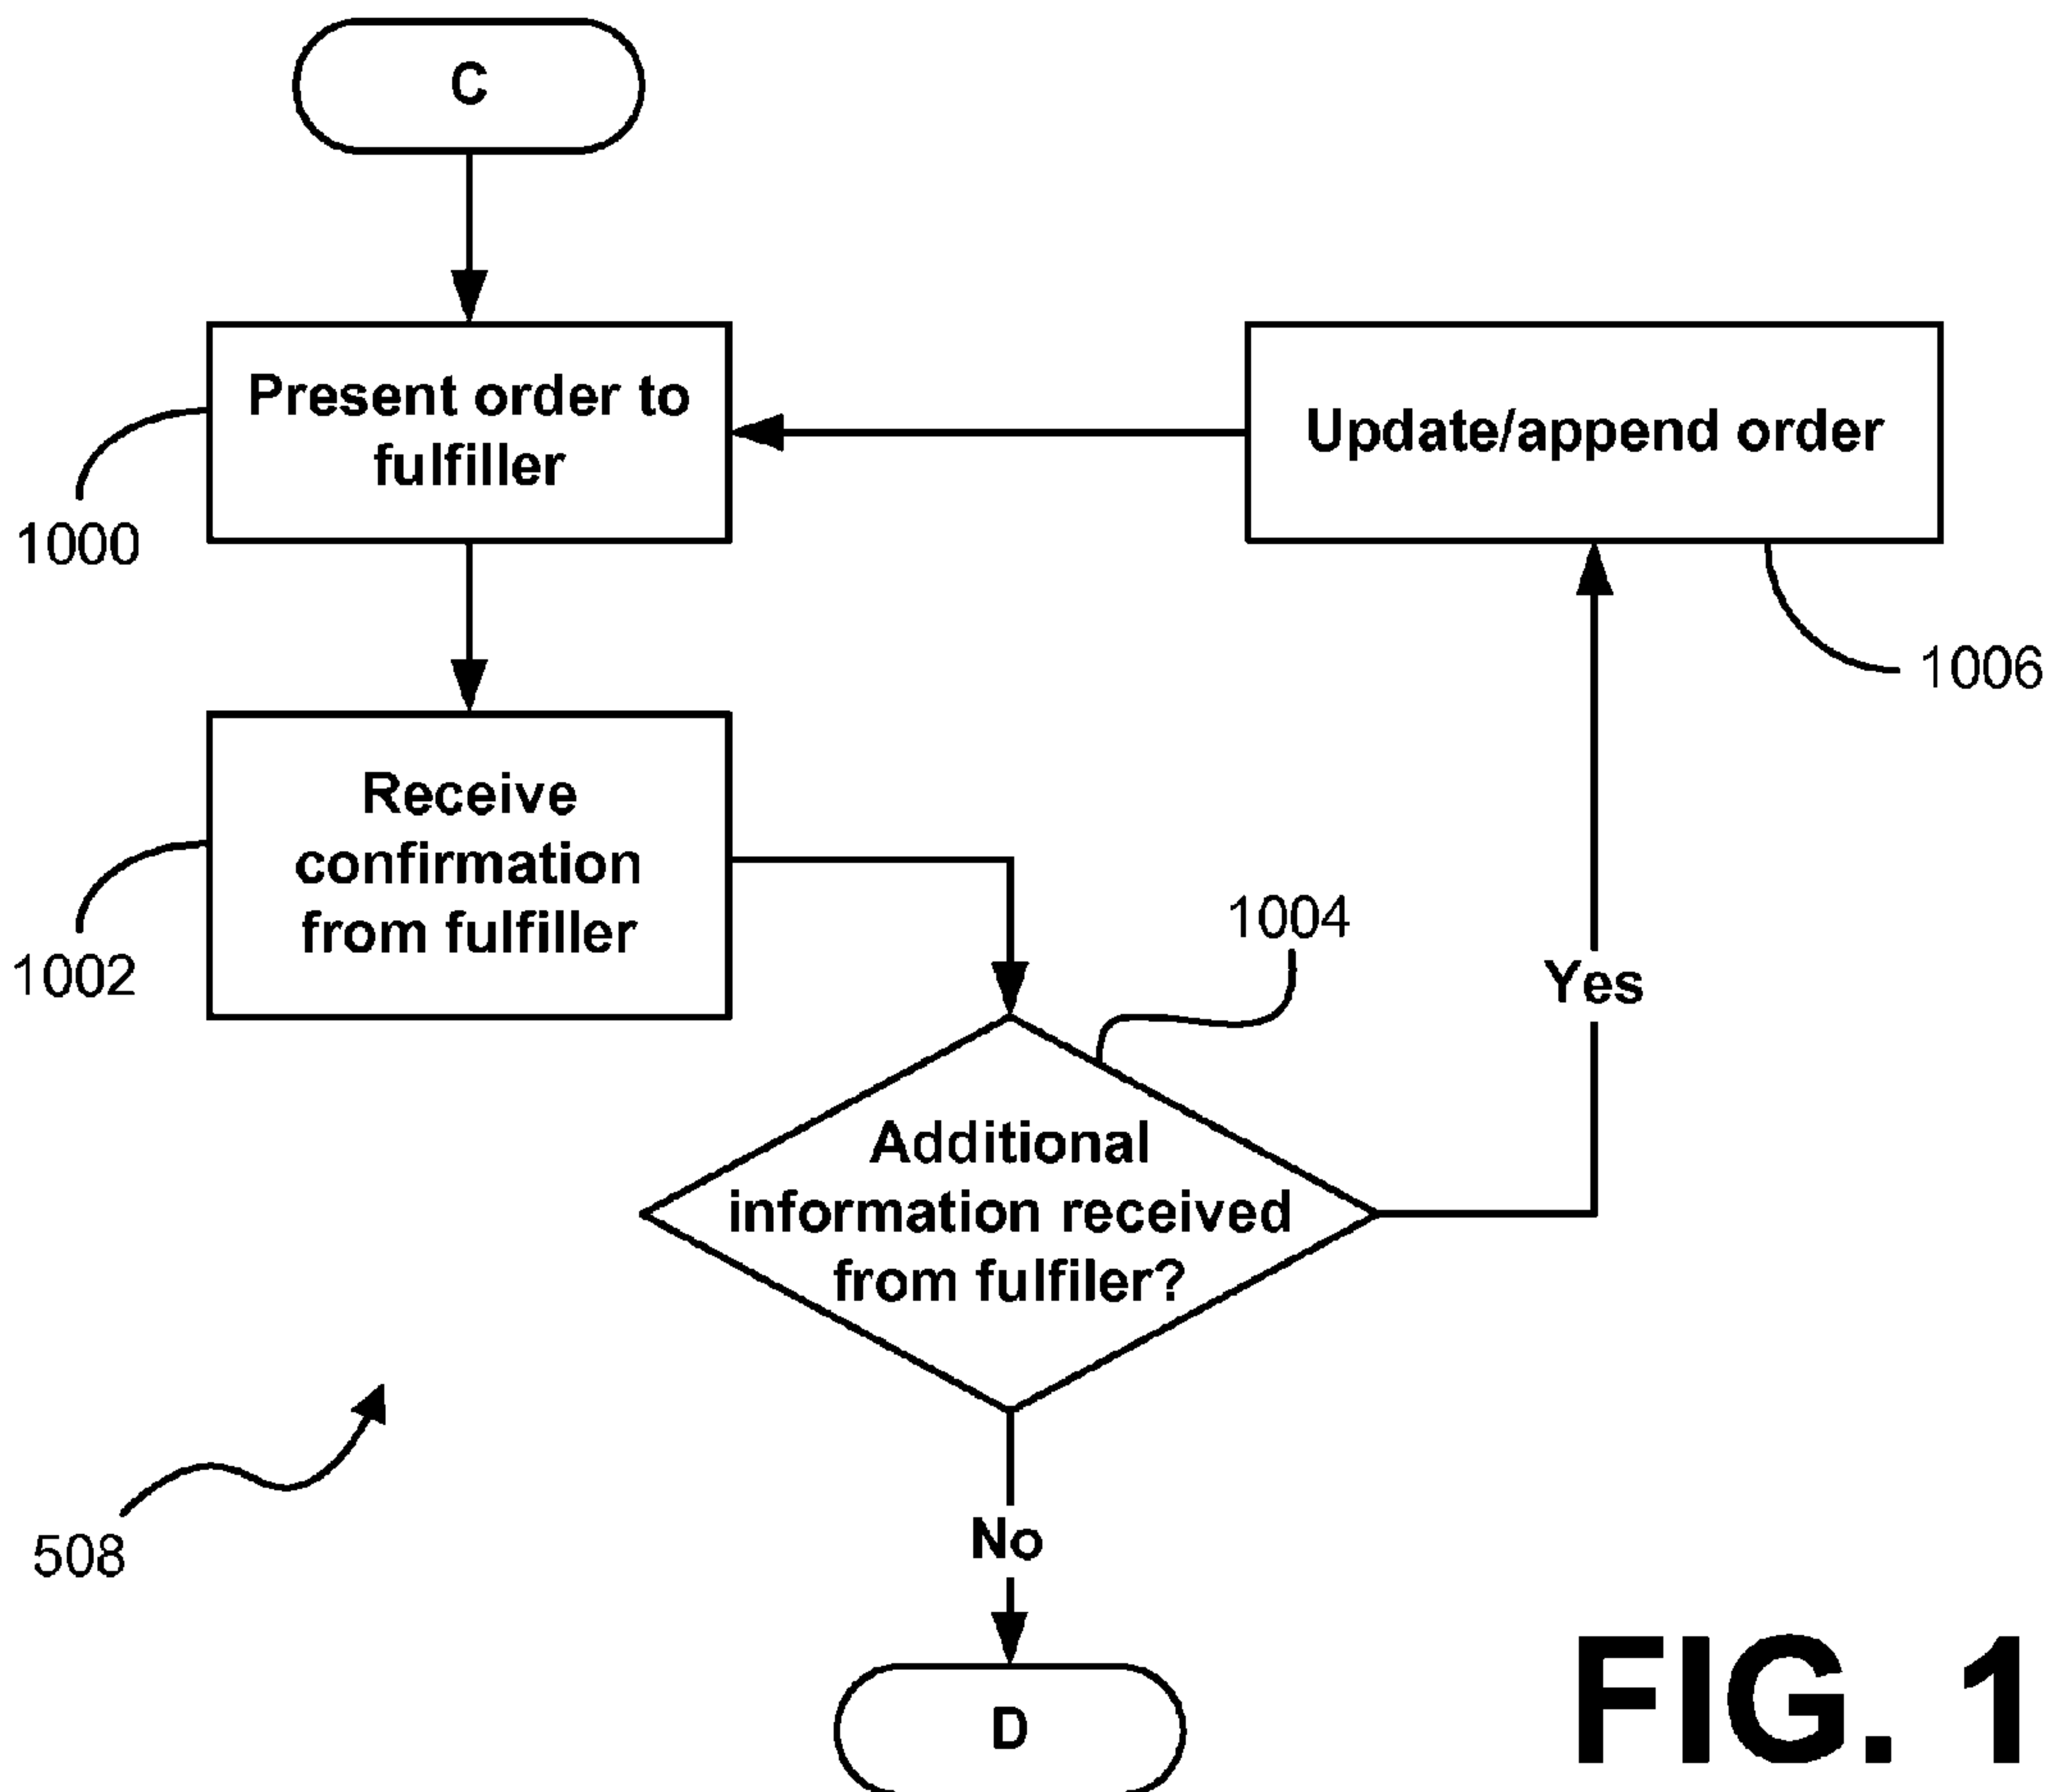 C
Present order to
fulfiller
1000
Update/append order
1006
Receive
confirmation
from fulfiller
1002
1004
Yes
Additional
information received
from fulfiler?
508
No
D
FIG. 1